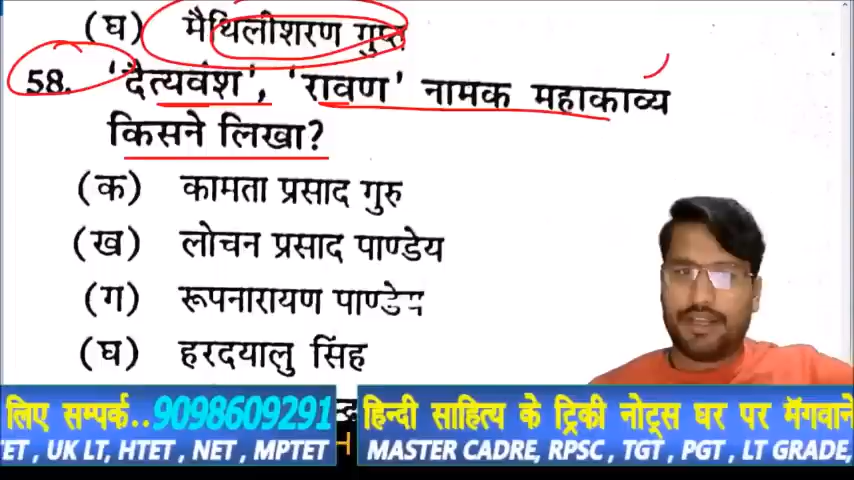 (घ) मैथिलीशरण गुप्त
58. 'दैत्यवंश', 'रावण' नामक महाकाव्य
किसने लिखा?
(क) कामता प्रसाद गुरु
(ख) लोचन प्रसाद पाण्डेय
(ग) रूपनारायण पाण्डेय
(घ) हरदयालु सिंह
लिए सम्पर्क..9098609291 हिन्दी साहित्य के ट्रिकी नोट्स घर पर मॅगवाने
TET , UK LT, HTET , NET , MPTET MASTER CADRE, RPSC , TGT , PGT , LT GRADE,